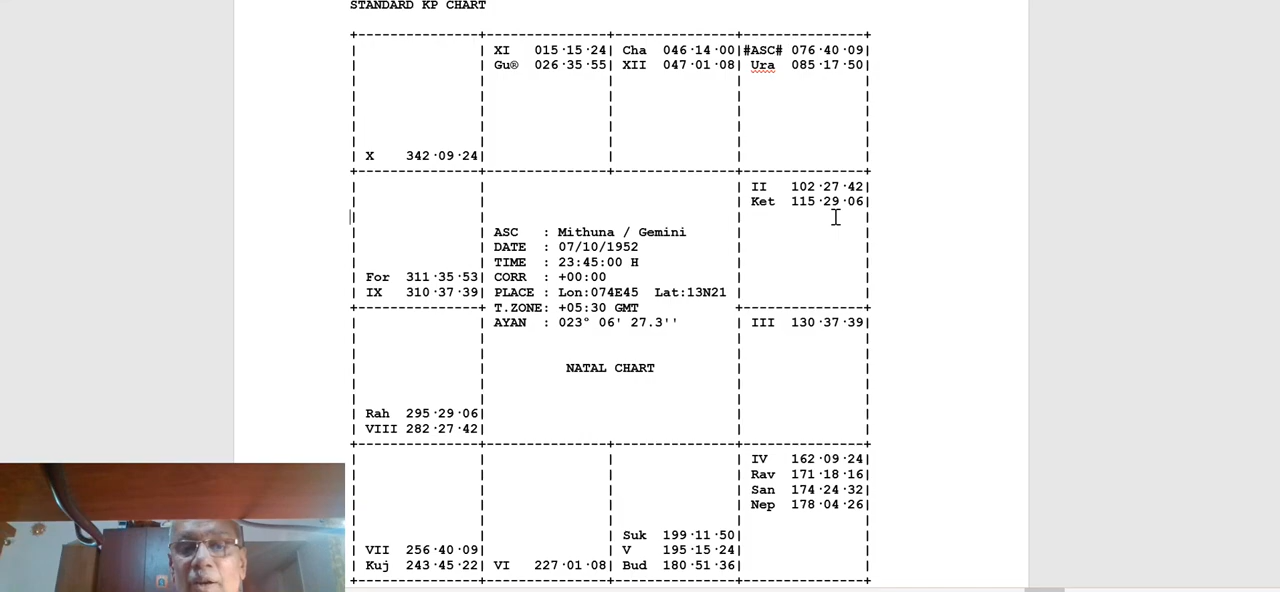 STANDARD KP CHART
XI 015·15·24 Cha 046·14·00 #ASC# 076·40·09
Gu® 026·35·55 XII 047·01·08 Ura 085·17·50
X 342·09·24
II 102·27·42
Ket 115·29·06
ASC : Mithuna / Gemini
DATE : 07/10/1952
TIME : 23:45:00 H
For 311·35·53 CORR : +00:00
IX 310·37·39 PLACE : Lon:074E45 Lat:13N21
T.ZONE: +05:30 GMT
AYAN : 023° 06' 27.3'' III 130·37·39
NATAL CHART
Rah 295·29·06
VIII 282·27·42
IV 162·09·24
Rav 171·18·16
San 174·24·32
Nep 178·04·26
Suk 199·11·50
VII 256·40·09 V 195·15·24
Kuj 243·45·22 VI 227·01·08 Bud 180·51·36